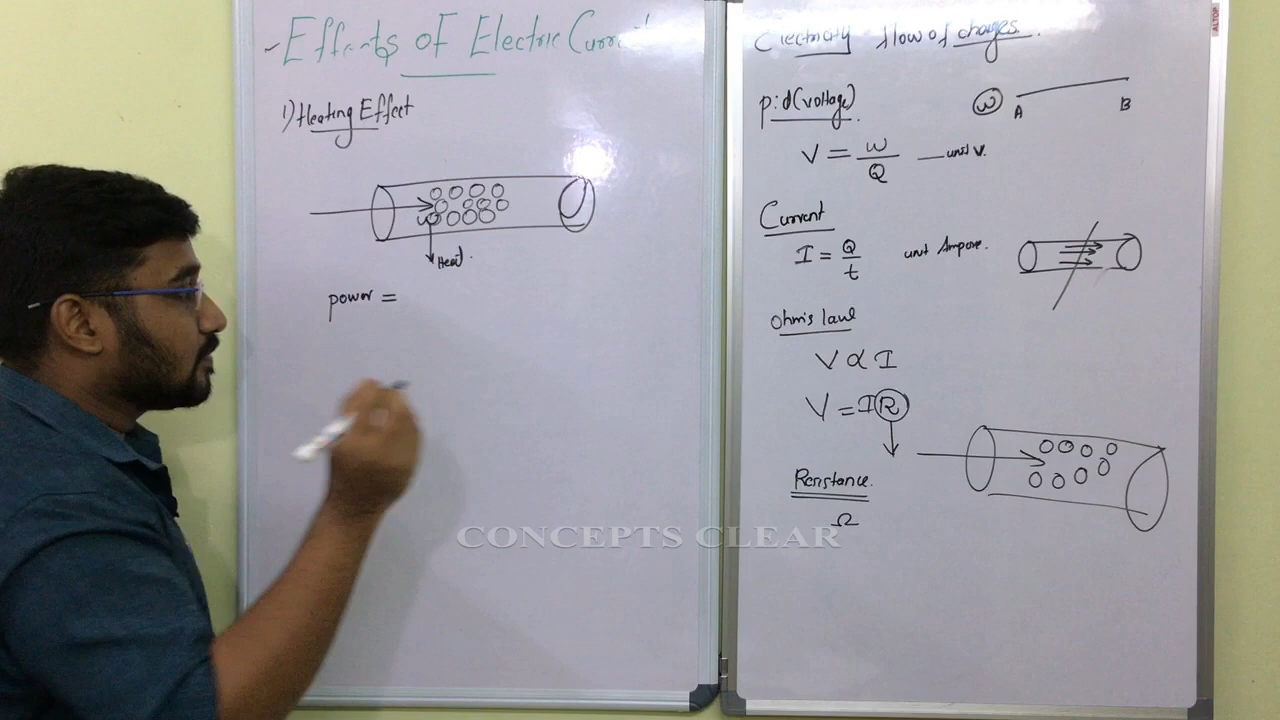 Effects of Electric Current
1) Heating Effect
Heat.
power =
Electricity flow of charges.
p.d(voltage)
W
A
B
V = W/Q — unit V.
Current
I = Q/t unit Ampere.
Ohm's law
V ∝ I
V = IR
Resistance.
Ω
CONCEPTS CLEAR
ALTOP